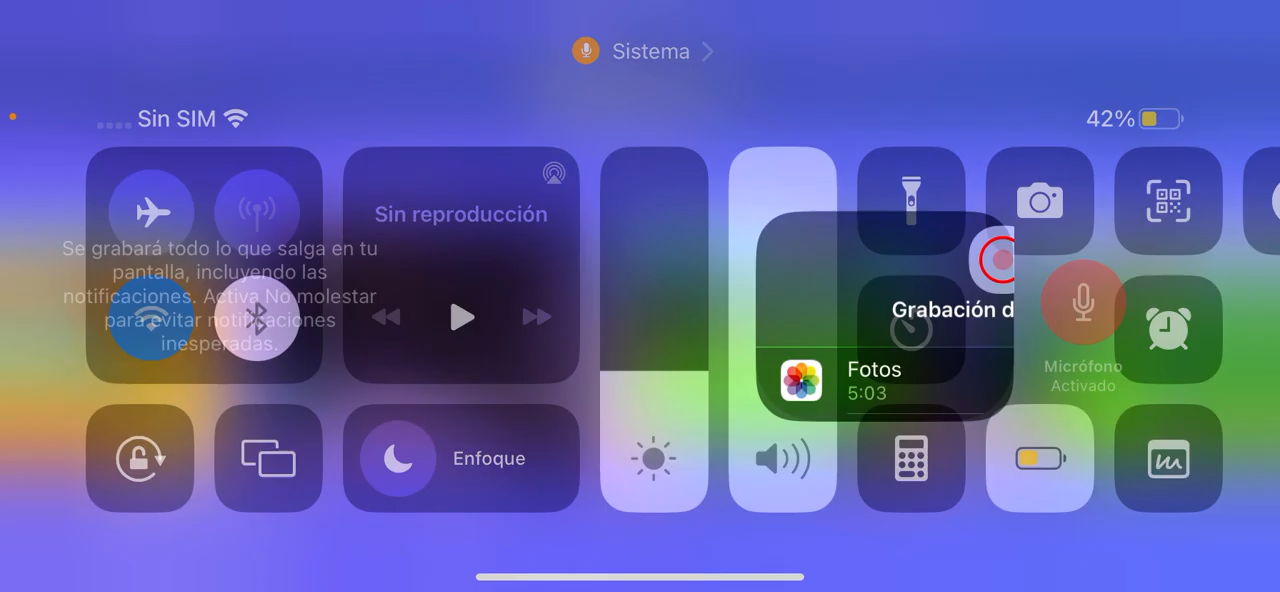 Sistema
Sin SIM
42%
Sin reproducción
Se grabará todo lo que salga en tu
pantalla, incluyendo las
notificaciones. Activa No molestar
para evitar notificaciones
inesperadas.
Grabación d
Fotos
5:03
Micrófono
Activado
Enfoque